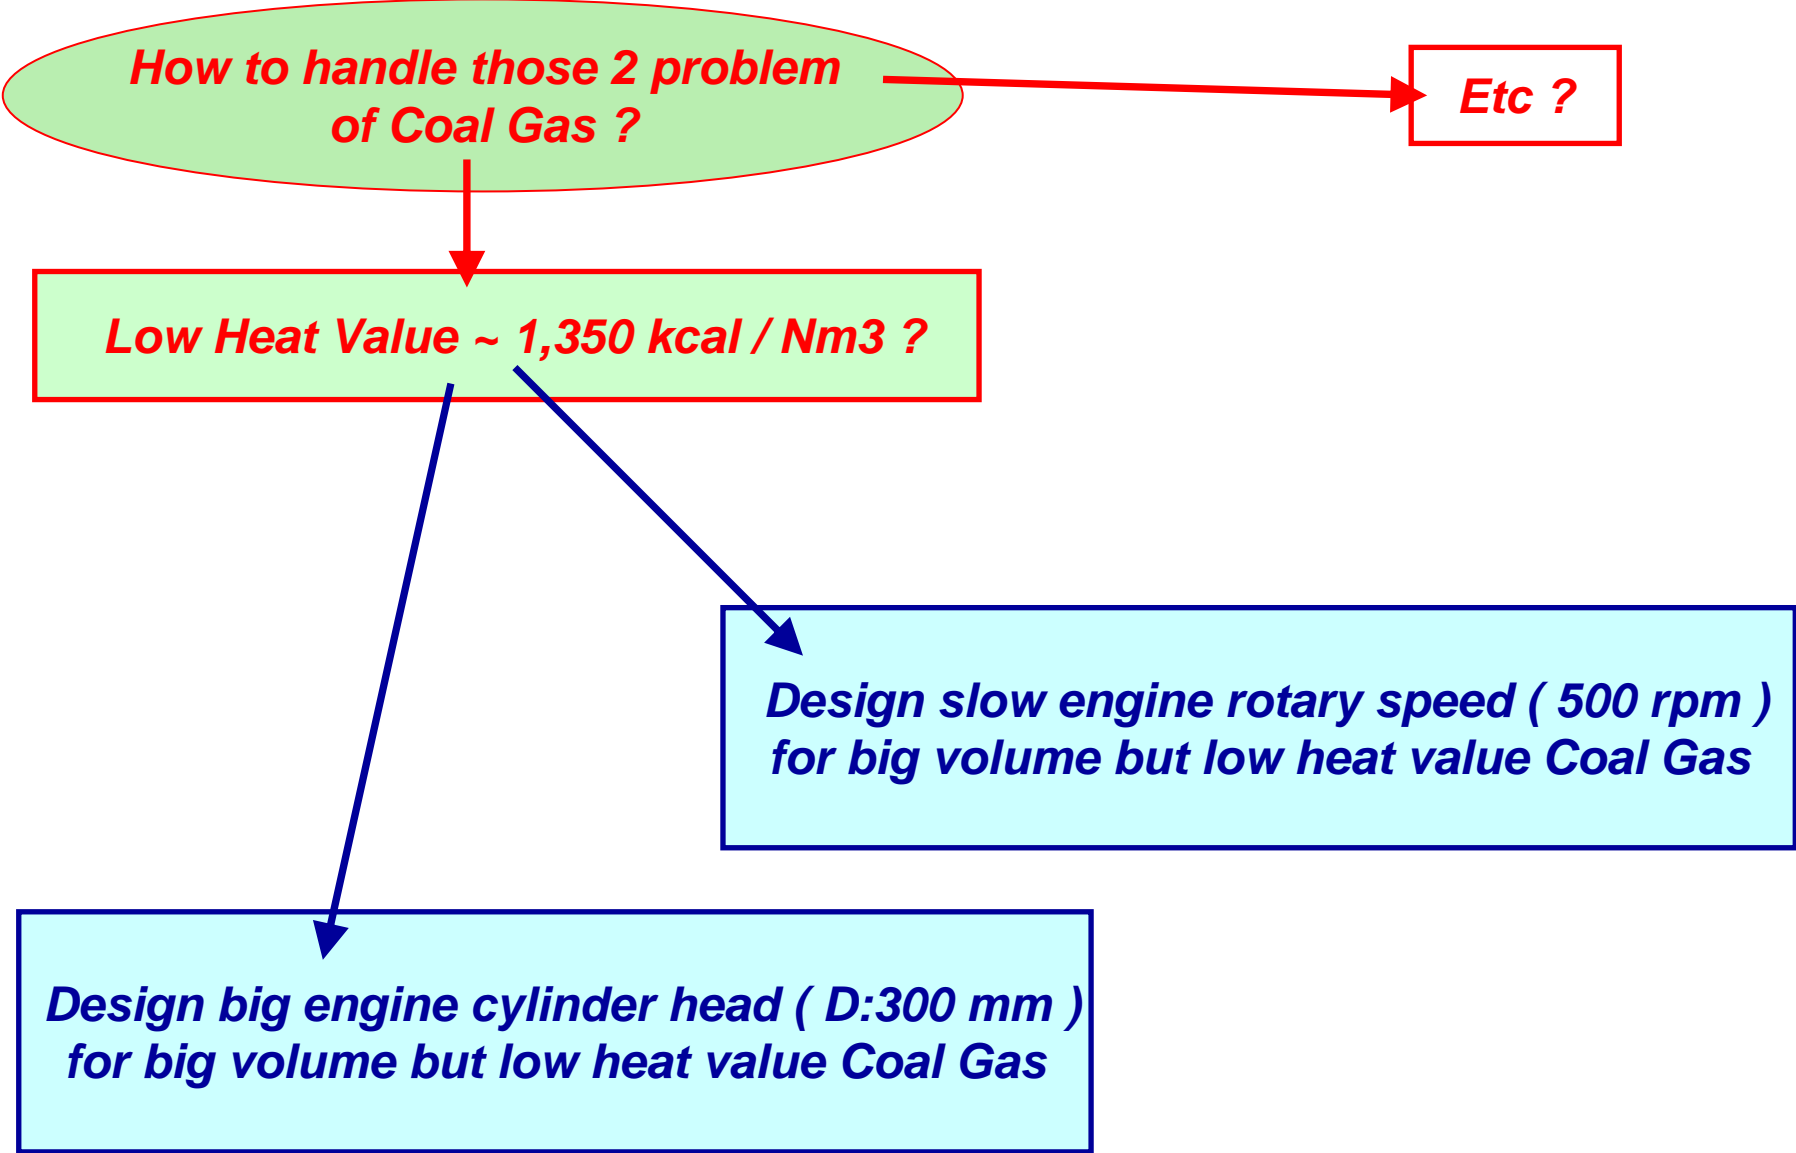 How to handle those 2 problem
of Coal Gas ?
Etc ?
Low Heat Value ~ 1,350 kcal / Nm3 ?
Design slow engine rotary speed ( 500 rpm )
for big volume but low heat value Coal Gas
Design big engine cylinder head ( D:300 mm )
for big volume but low heat value Coal Gas